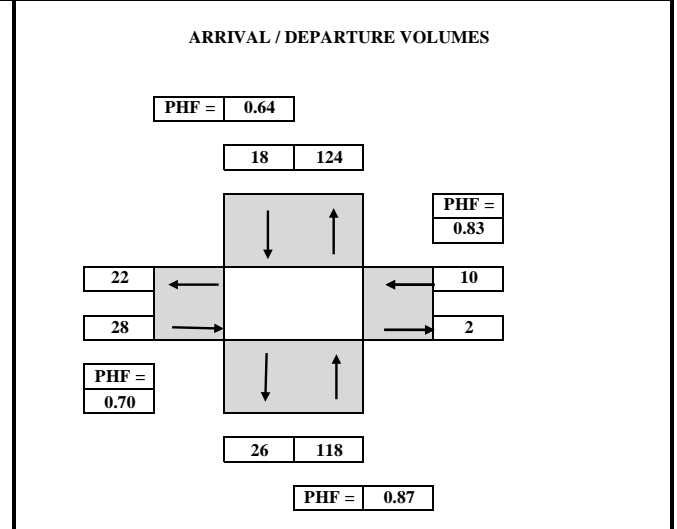 ARRIVAL / DEPARTURE VOLUMES
PHF = 0.64
18 124
PHF =
0.83
22 10
28 2
PHF =
0.70
26 118
PHF = 0.87